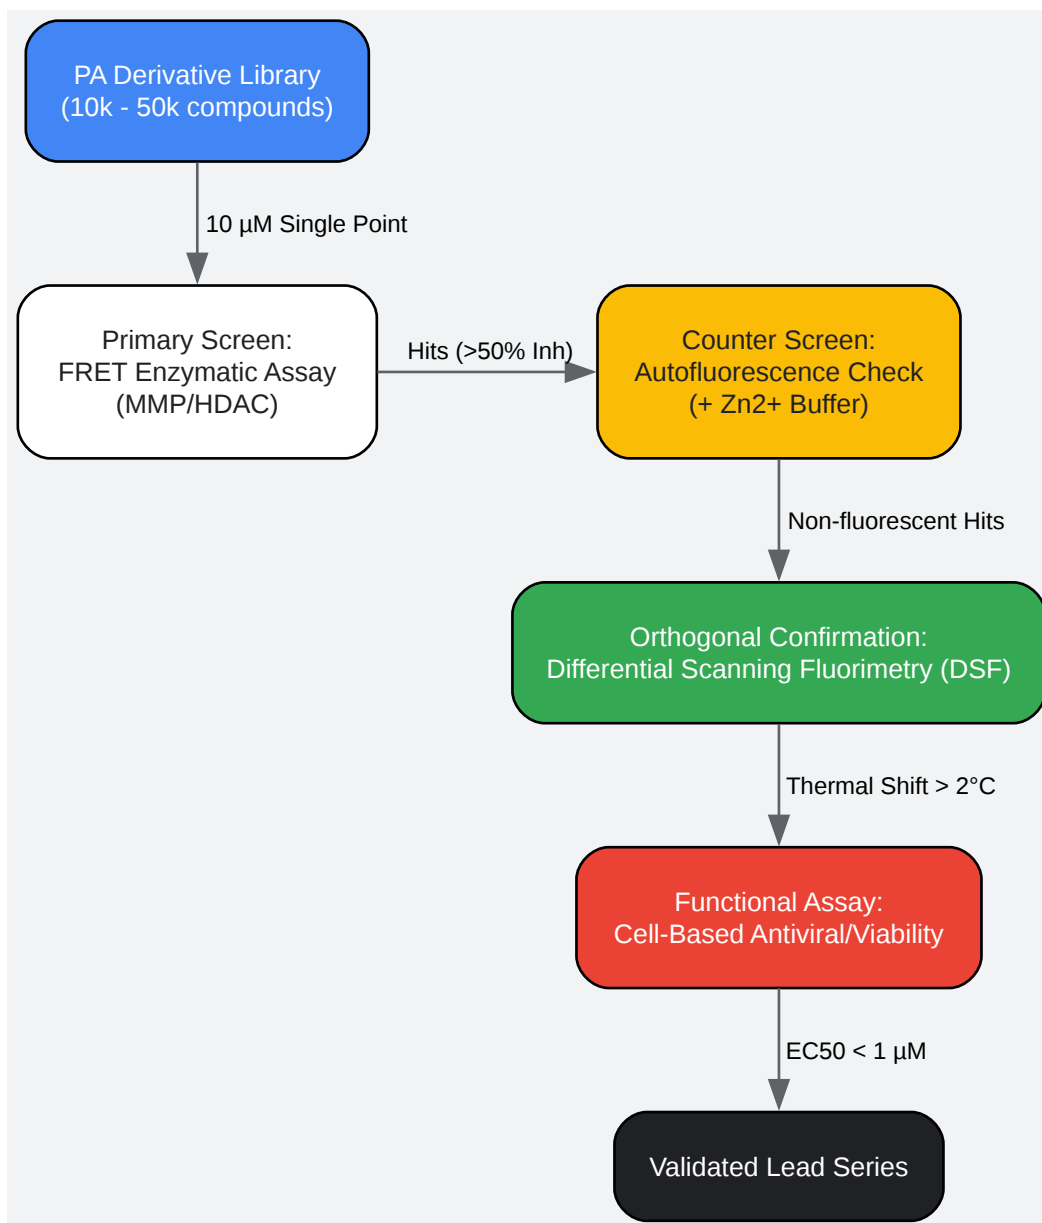 PA Derivative Library
(10k - 50k compounds)
10 µM Single Point
Primary Screen:
FRET Enzymatic Assay
(MMP/HDAC)
Hits (>50% Inh)
Counter Screen:
Autofluorescence Check
(+ Zn2+ Buffer)
Non-fluorescent Hits
Orthogonal Confirmation:
Differential Scanning Fluorimetry (DSF)
Thermal Shift > 2°C
Functional Assay:
Cell-Based Antiviral/Viability
EC50 < 1 µM
Validated Lead Series